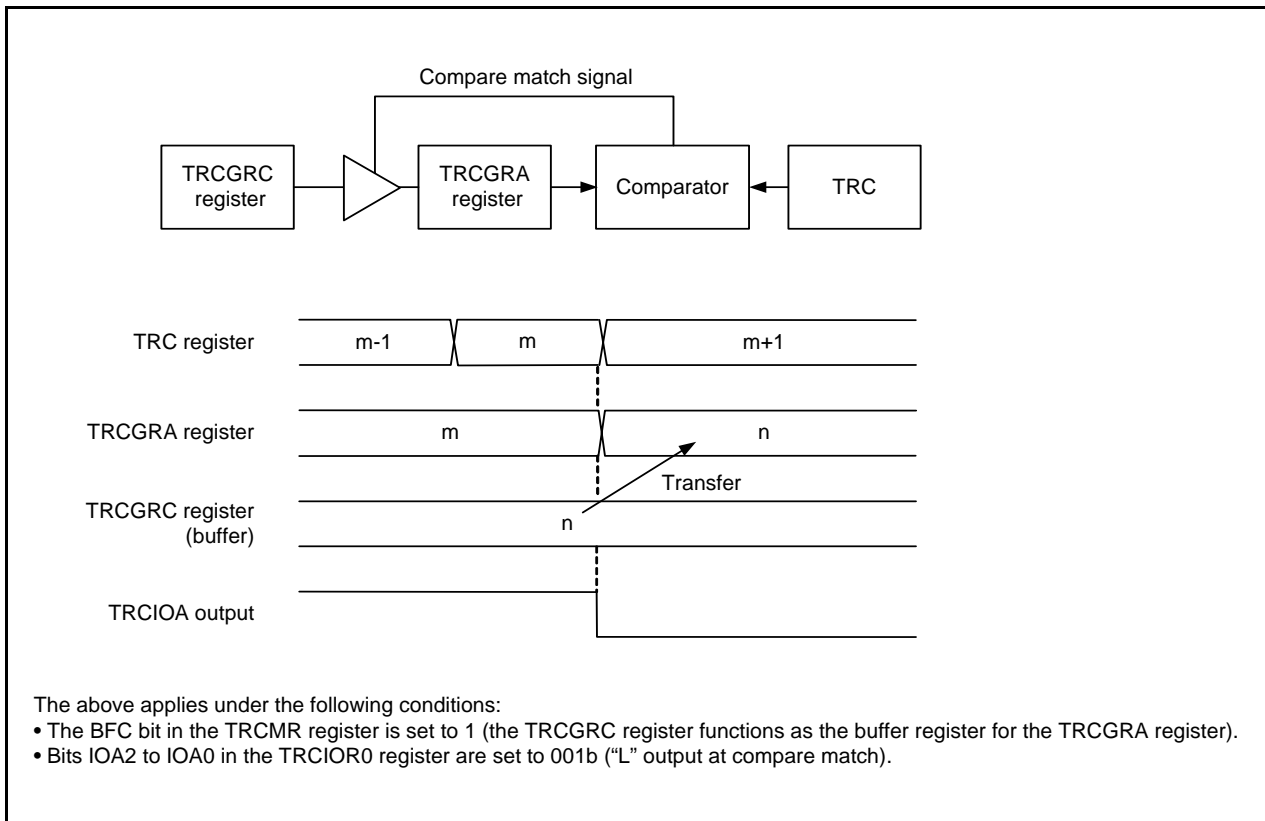 Compare match signal
TRCGRC
register
TRCGRA
register
Comparator
TRC
TRC register
m-1
m
m+1
TRCGRA register
m
n
Transfer
TRCGRC register
(buffer)
n
TRCIOA output
The above applies under the following conditions:
• The BFC bit in the TRCMR register is set to 1 (the TRCGRC register functions as the buffer register for the TRCGRA register).
• Bits IOA2 to IOA0 in the TRCIOR0 register are set to 001b (“L” output at compare match).